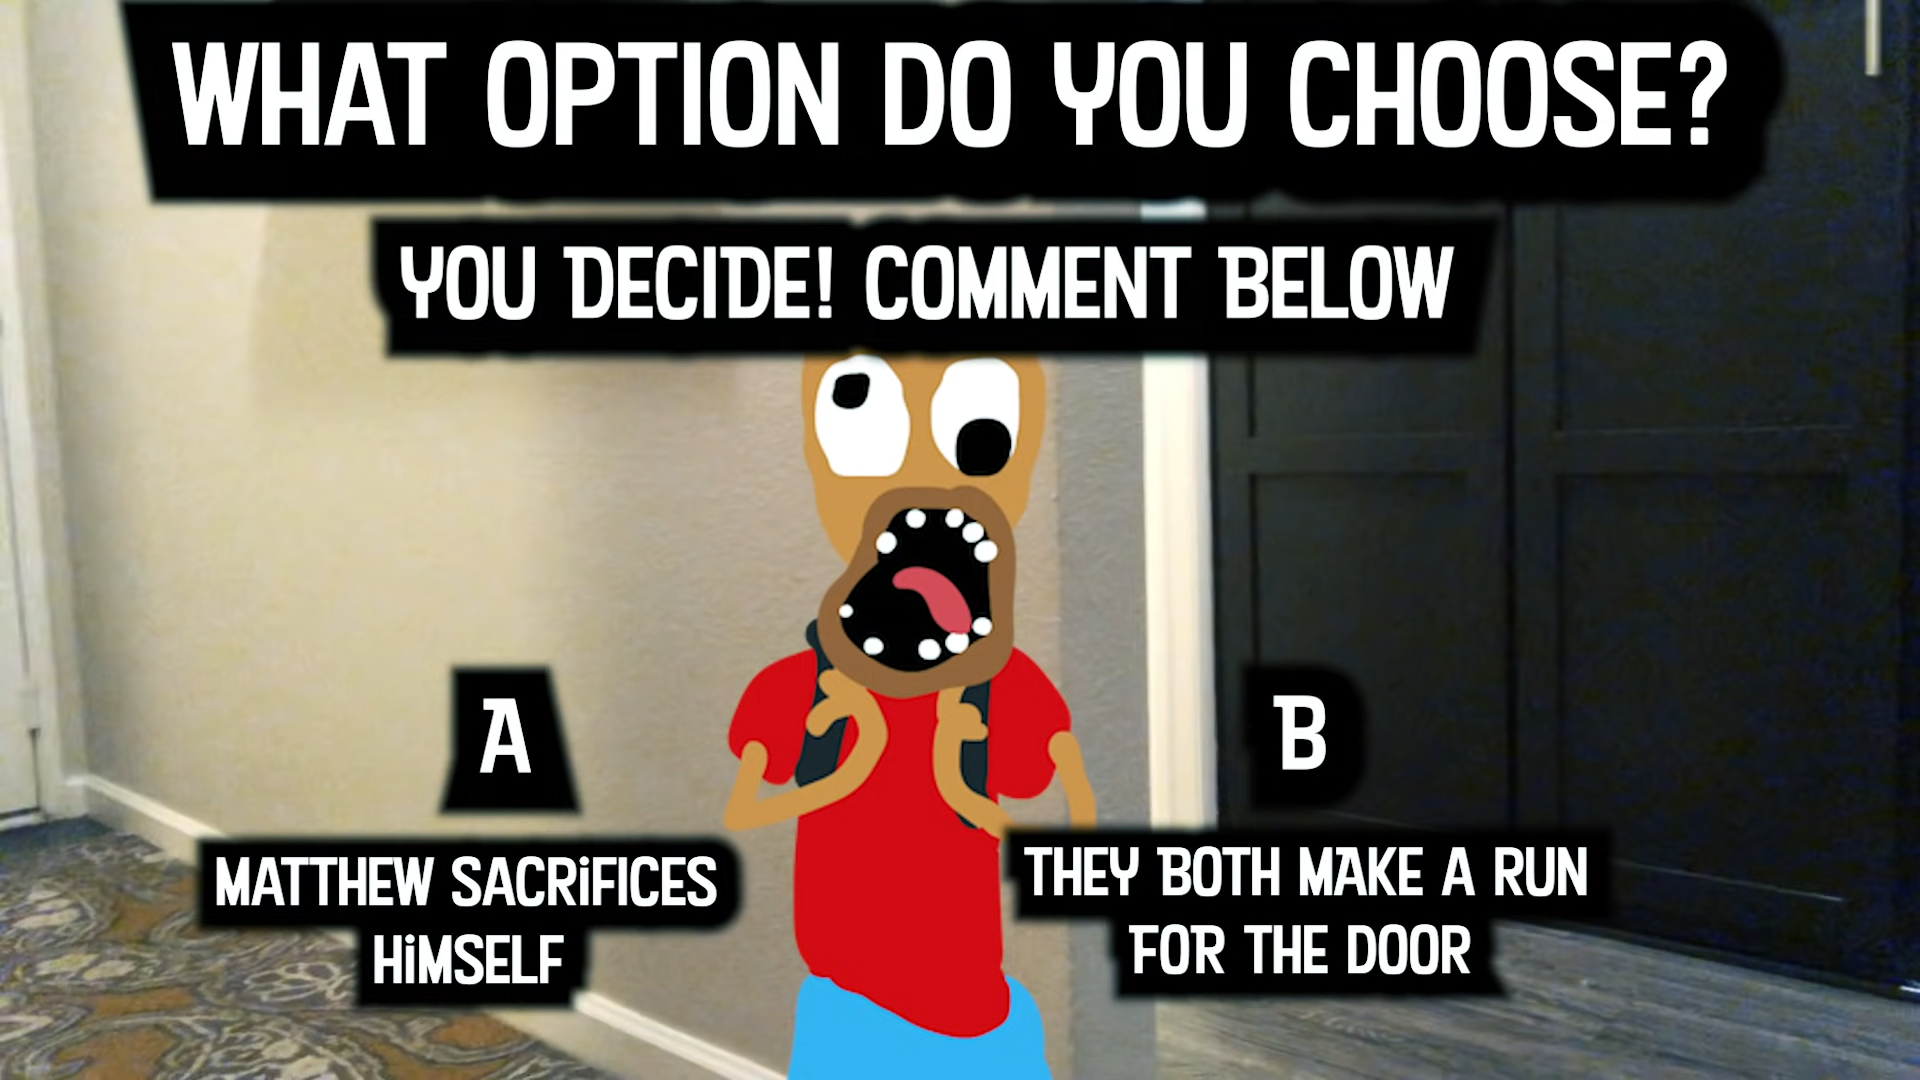 WHAT OPTION DO YOU CHOOSE?
YOU DECIDE! COMMENT BELOW
A
MATTHEW SACRiFICES
HiMSELF
B
THEY BOTH MAKE A RUN
FOR THE DOOR